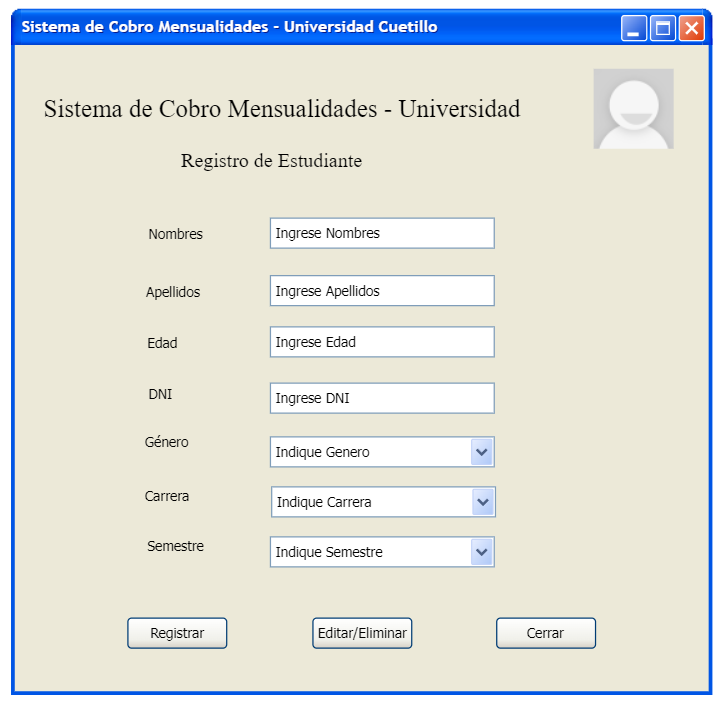 Sistema de Cobro Mensualidades - Universidad Cuetillo
Sistema de Cobro Mensualidades - Universidad
Registro de Estudiante
Nombres Ingrese Nombres
Apellidos Ingrese Apellidos
Edad Ingrese Edad
DNI Ingrese DNI
Género Indique Genero
Carrera Indique Carrera
Semestre Indique Semestre
Registrar Editar/Eliminar Cerrar